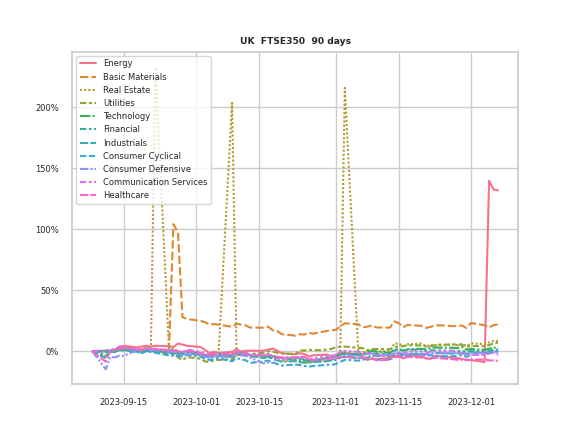 UK FTSE350 90 days
Energy
Basic Materials
Real Estate
Utilities
Technology
Financial
Industrials
Consumer Cyclical
Consumer Defensive
Communication Services
Healthcare
200%
150%
100%
50%
0%
2023-09-15 2023-10-01 2023-10-15 2023-11-01 2023-11-15 2023-12-01